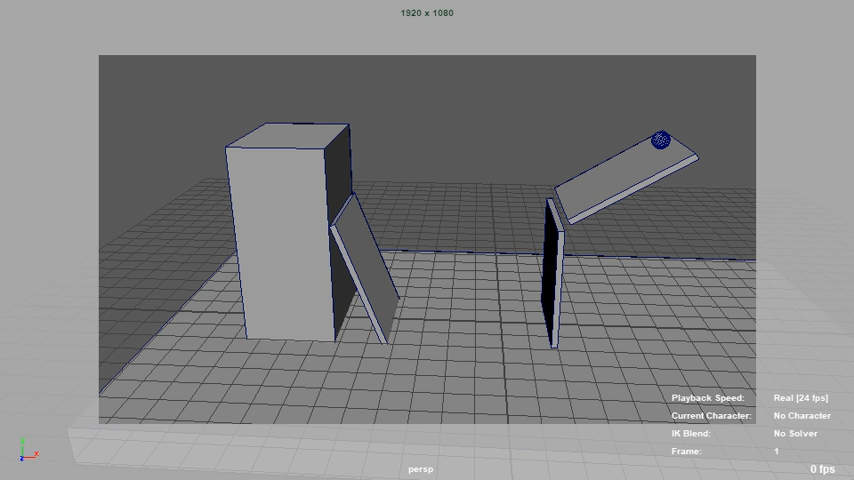 1920 x 1080
Playback Speed: Real [24 fps]
Current Character: No Character
IK Blend: No Solver
Frame: 1
persp
0 fps